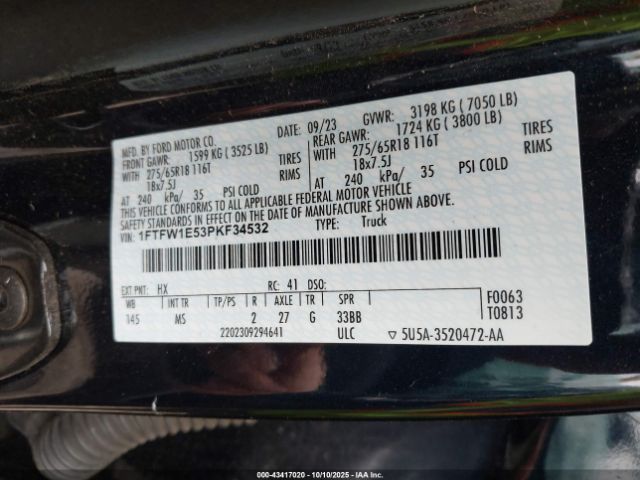 MFD. BY FORD MOTOR CO.
DATE: 09/23 GVWR: 3198 KG ( 7050 LB)
FRONT GAWR: 1599 KG ( 3525 LB) REAR GAWR: 1724 KG ( 3800 LB)
WITH 275/65R18 116T TIRES WITH 275/65R18 116T TIRES
18x7.5J RIMS 18x7.5J RIMS
AT 240 kPa/ 35 PSI COLD AT 240 kPa/ 35 PSI COLD
THIS VEHICLE CONFORMS TO ALL APPLICABLE FEDERAL MOTOR VEHICLE
SAFETY STANDARDS IN EFFECT ON THE DATE OF MANUFACTURE SHOWN ABOVE.
VIN: 1FTFW1E53PKF34532 TYPE: Truck
EXT PNT: HX RC: 41 DSO: F0063
WB INT TR TP/PS R AXLE TR SPR T0813
145 MS 2 27 G 33BB
2202309294641 ULC ▽ 5U5A-3520472-AA
000-43417020 - 10/10/2025 - IAAI.com